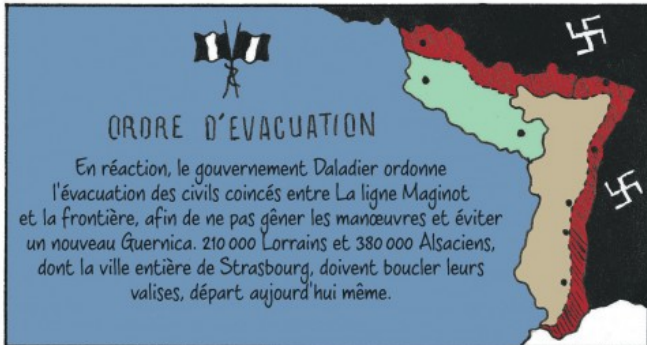 ORDRE D'EVACUATION
En réaction, le gouvernement Daladier ordonne
l'évacuation des civils coincés entre La ligne Maginot
et la frontière, afin de ne pas gêner les manœuvres et éviter
un nouveau Guernica. 210 000 Lorrains et 380 000 Alsaciens,
dont la ville entière de Strasbourg, doivent boucler leurs
valises, départ aujourd'hui même.